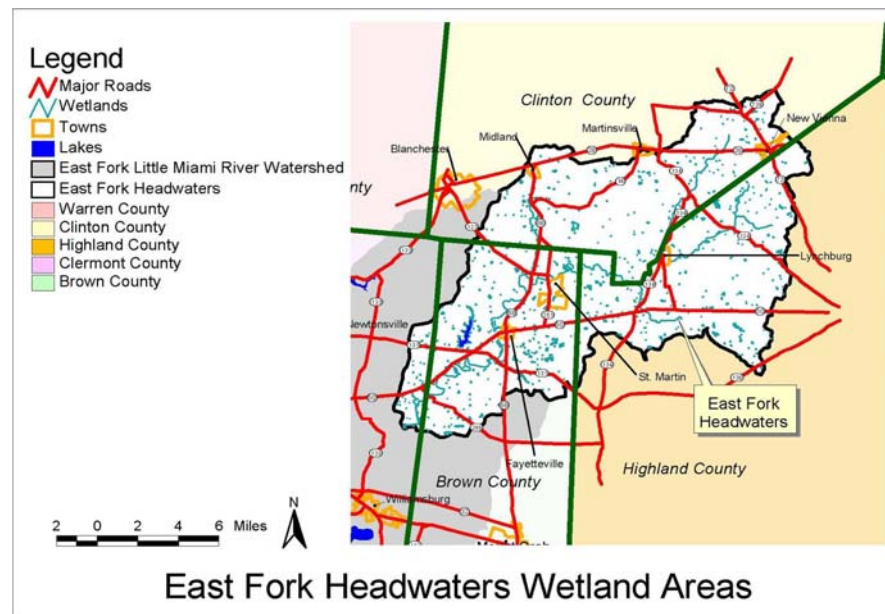 Legend
Major Roads
Wetlands
Towns
Lakes
East Fork Little Miami River Watershed
East Fork Headwaters
Warren County
Clinton County
Highland County
Clermont County
Brown County
Clinton County
New Vienna
Martinsville
Midland
Blanchester
nty
Lynchburg
Newtonsville
St. Martin
East Fork
Headwaters
Fayetteville
Highland County
Brown County
Williamsburg
N
2 0 2 4 6 Miles
East Fork Headwaters Wetland Areas